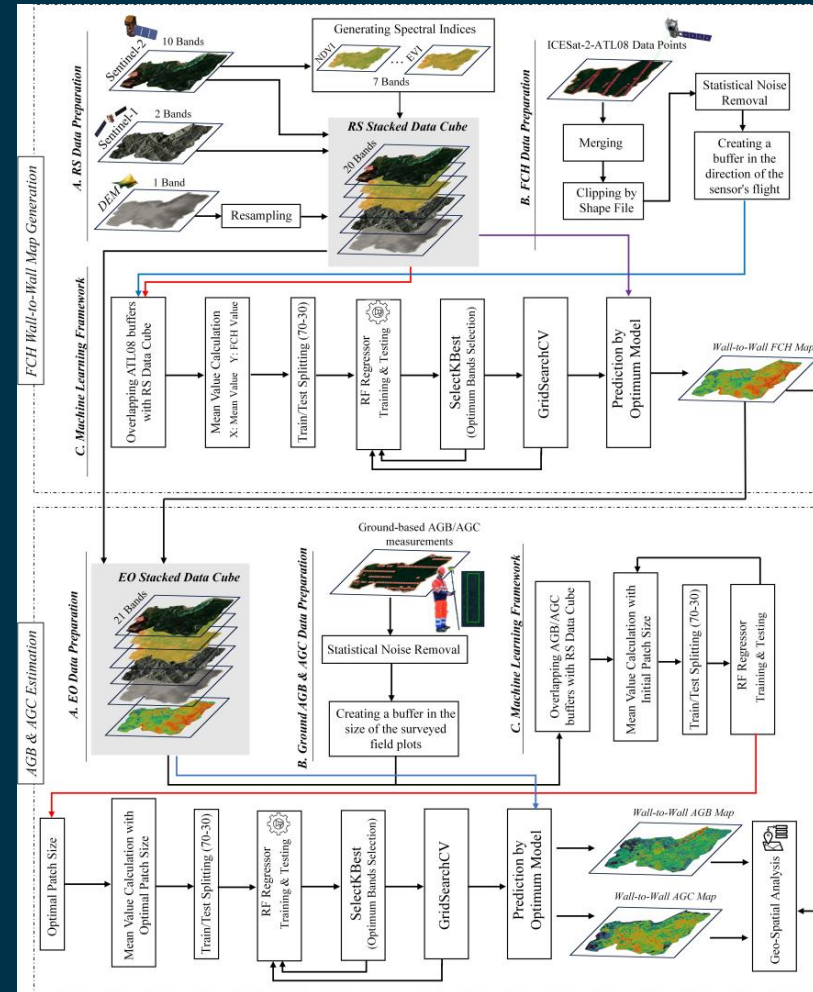 FCH Wall-to-Wall Map Generation
A. RS Data Preparation
Sentinel-2
10 Bands
Generating Spectral Indices
NDVI
...
EVI
7 Bands
Sentinel-1
2 Bands
DEM
1 Band
Resampling
RS Stacked Data Cube
20 Bands
B. FCH Data Preparation
ICESat-2-ATL08 Data Points
Merging
Clipping by
Shape File
Statistical Noise
Removal
Creating a
buffer in the
direction of the
sensor's flight
C. Machine Learning Framework
Overlapping ATL08 buffers
with RS Data Cube
Mean Value Calculation
X: Mean Value Y: FCH Value
Train/Test Splitting (70-30)
RF Regressor
Training & Testing
SelectKBest
(Optimum Bands Selection)
GridSearchCV
Prediction by
Optimum Model
Wall-to-Wall FCH Map
AGB & AGC Estimation
A. EO Data Preparation
EO Stacked Data Cube
21 Bands
B. Ground AGB & AGC Data Preparation
Ground-based AGB/AGC
measurements
Statistical Noise Removal
Creating a buffer in the
size of the surveyed
field plots
C. Machine Learning Framework
Overlapping AGB/AGC
buffers with RS Data Cube
Mean Value Calculation with
Initial Patch Size
Train/Test Splitting (70-30)
RF Regressor
Training & Testing
Optimal Patch Size
Mean Value Calculation with
Optimal Patch Size
Train/Test Splitting (70-30)
RF Regressor
Training & Testing
SelectKBest
(Optimum Bands Selection)
GridSearchCV
Prediction by
Optimum Model
Wall-to-Wall AGB Map
Wall-to-Wall AGC Map
Geo-Spatial Analysis